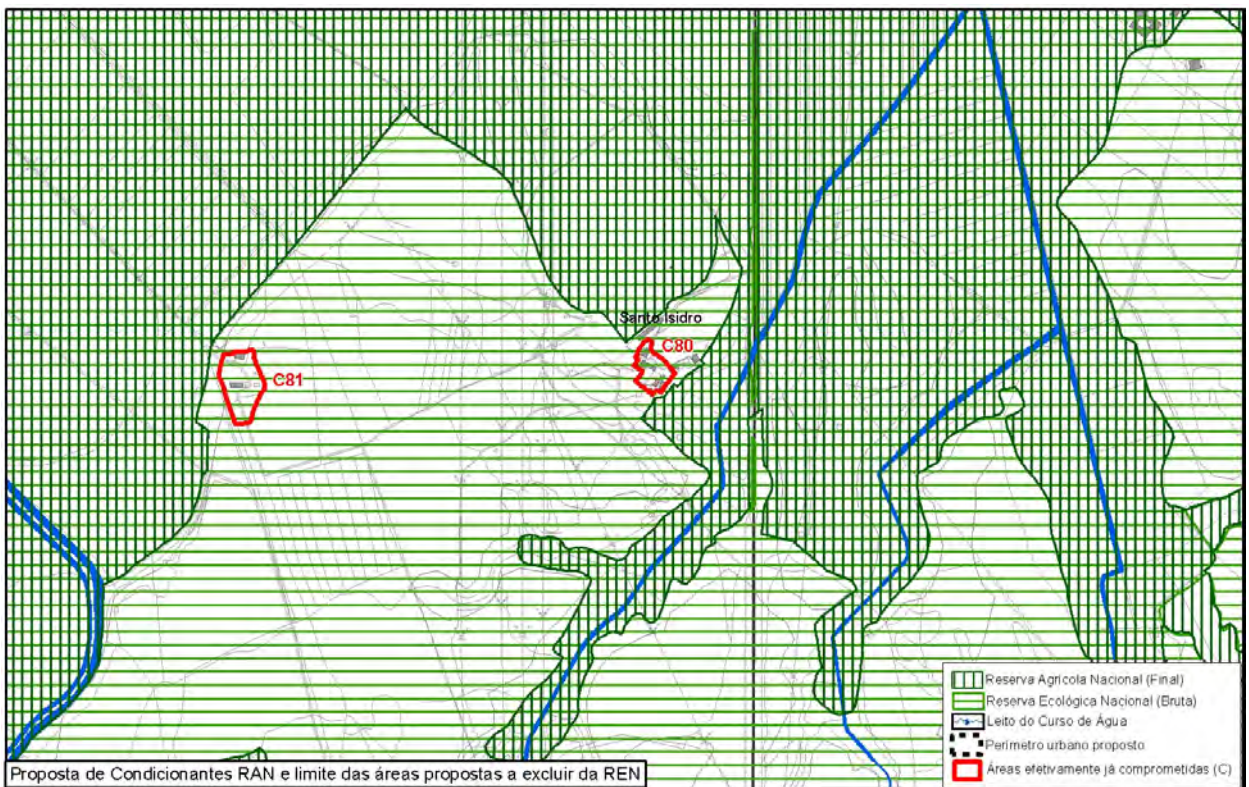 Santo Isidro
C80
C81
Reserva Agrícola Nacional (Final)
Reserva Ecológica Nacional (Bruta)
Leito do Curso de Água
Perímetro urbano proposto
Áreas efetivamente já comprometidas (C)
Proposta de Condicionantes RAN e limite das áreas propostas a excluir da REN